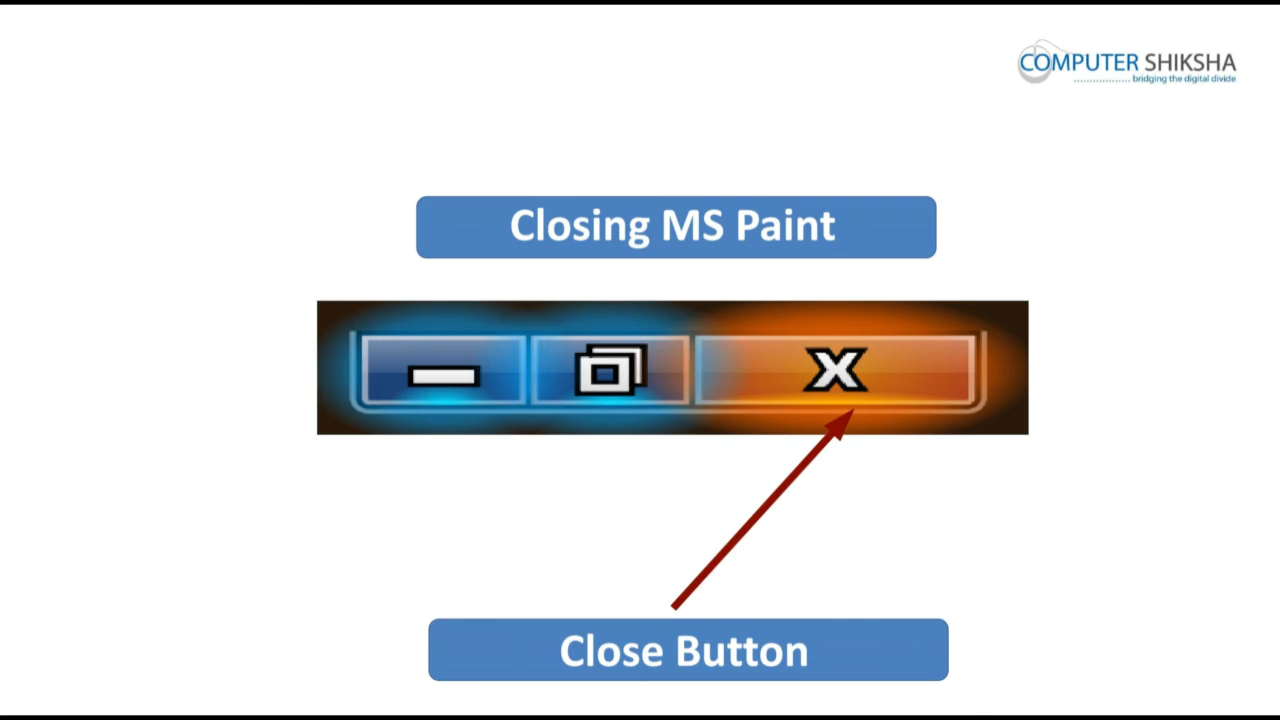 COMPUTER SHIKSHA
bridging the digital divide
Closing MS Paint
Close Button